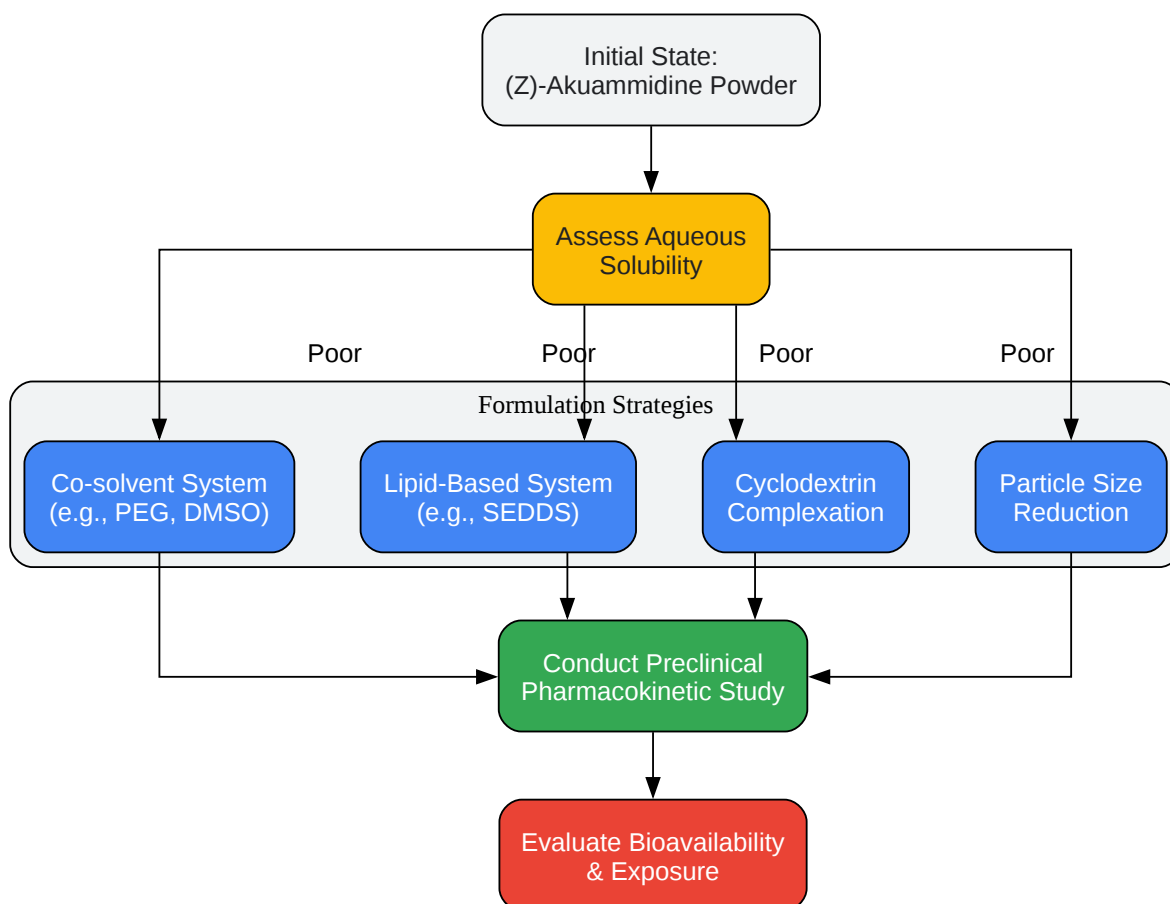 Initial State:
(Z)-Akuammidine Powder
Assess Aqueous
Solubility
Poor
Poor
Poor
Poor
Formulation Strategies
Co-solvent System
(e.g., PEG, DMSO)
Lipid-Based System
(e.g., SEDDS)
Cyclodextrin
Complexation
Particle Size
Reduction
Conduct Preclinical
Pharmacokinetic Study
Evaluate Bioavailability
& Exposure